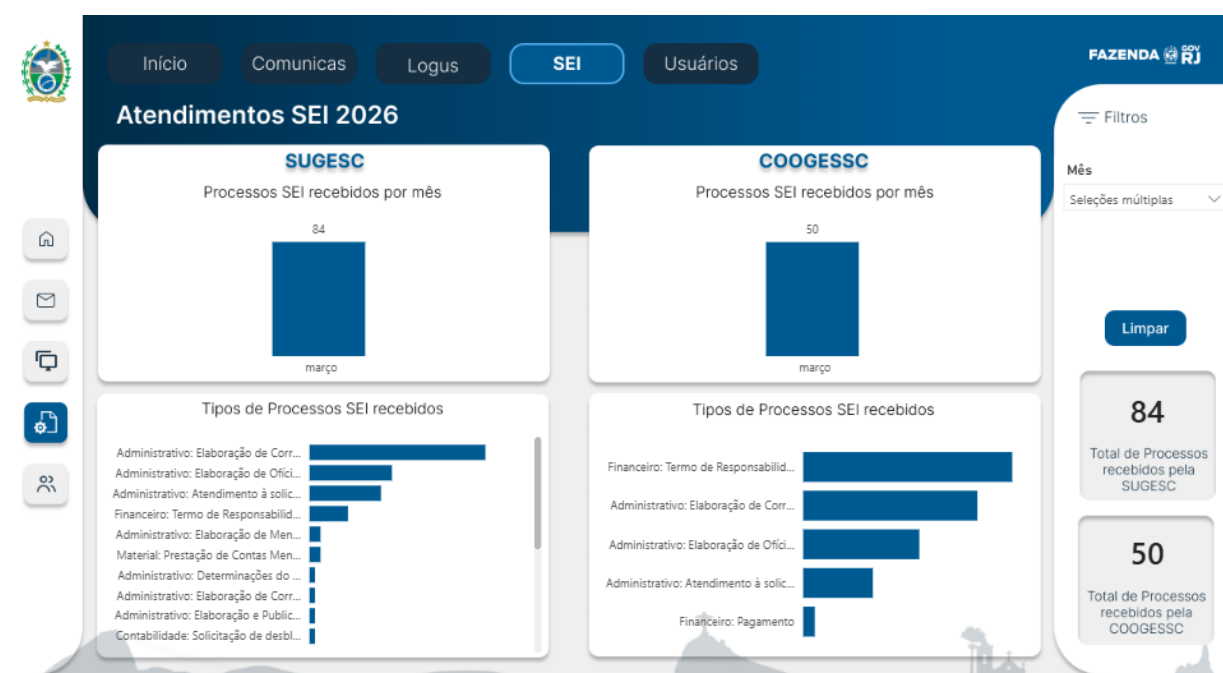 Início
Comunicas
Logus
SEI
Usuários
FAZENDA
GOV
RJ
Atendimentos SEI 2026
Filtros
Mês
Seleções múltiplas
Limpar
84
Total de Processos
recebidos pela
SUGESC
50
Total de Processos
recebidos pela
COOGESSC
SUGESC
Processos SEI recebidos por mês
84
março
COOGESSC
Processos SEI recebidos por mês
50
março
Tipos de Processos SEI recebidos
Administrativo: Elaboração de Corr...
Administrativo: Elaboração de Ofíci...
Administrativo: Atendimento à solic...
Financeiro: Termo de Responsabilid...
Administrativo: Elaboração de Men...
Material: Prestação de Contas Men...
Administrativo: Determinações do ...
Administrativo: Elaboração de Corr...
Administrativo: Elaboração e Public...
Contabilidade: Solicitação de desbl...
Tipos de Processos SEI recebidos
Financeiro: Termo de Responsabilid...
Administrativo: Elaboração de Corr...
Administrativo: Elaboração de Ofíci...
Administrativo: Atendimento à solic...
Financeiro: Pagamento